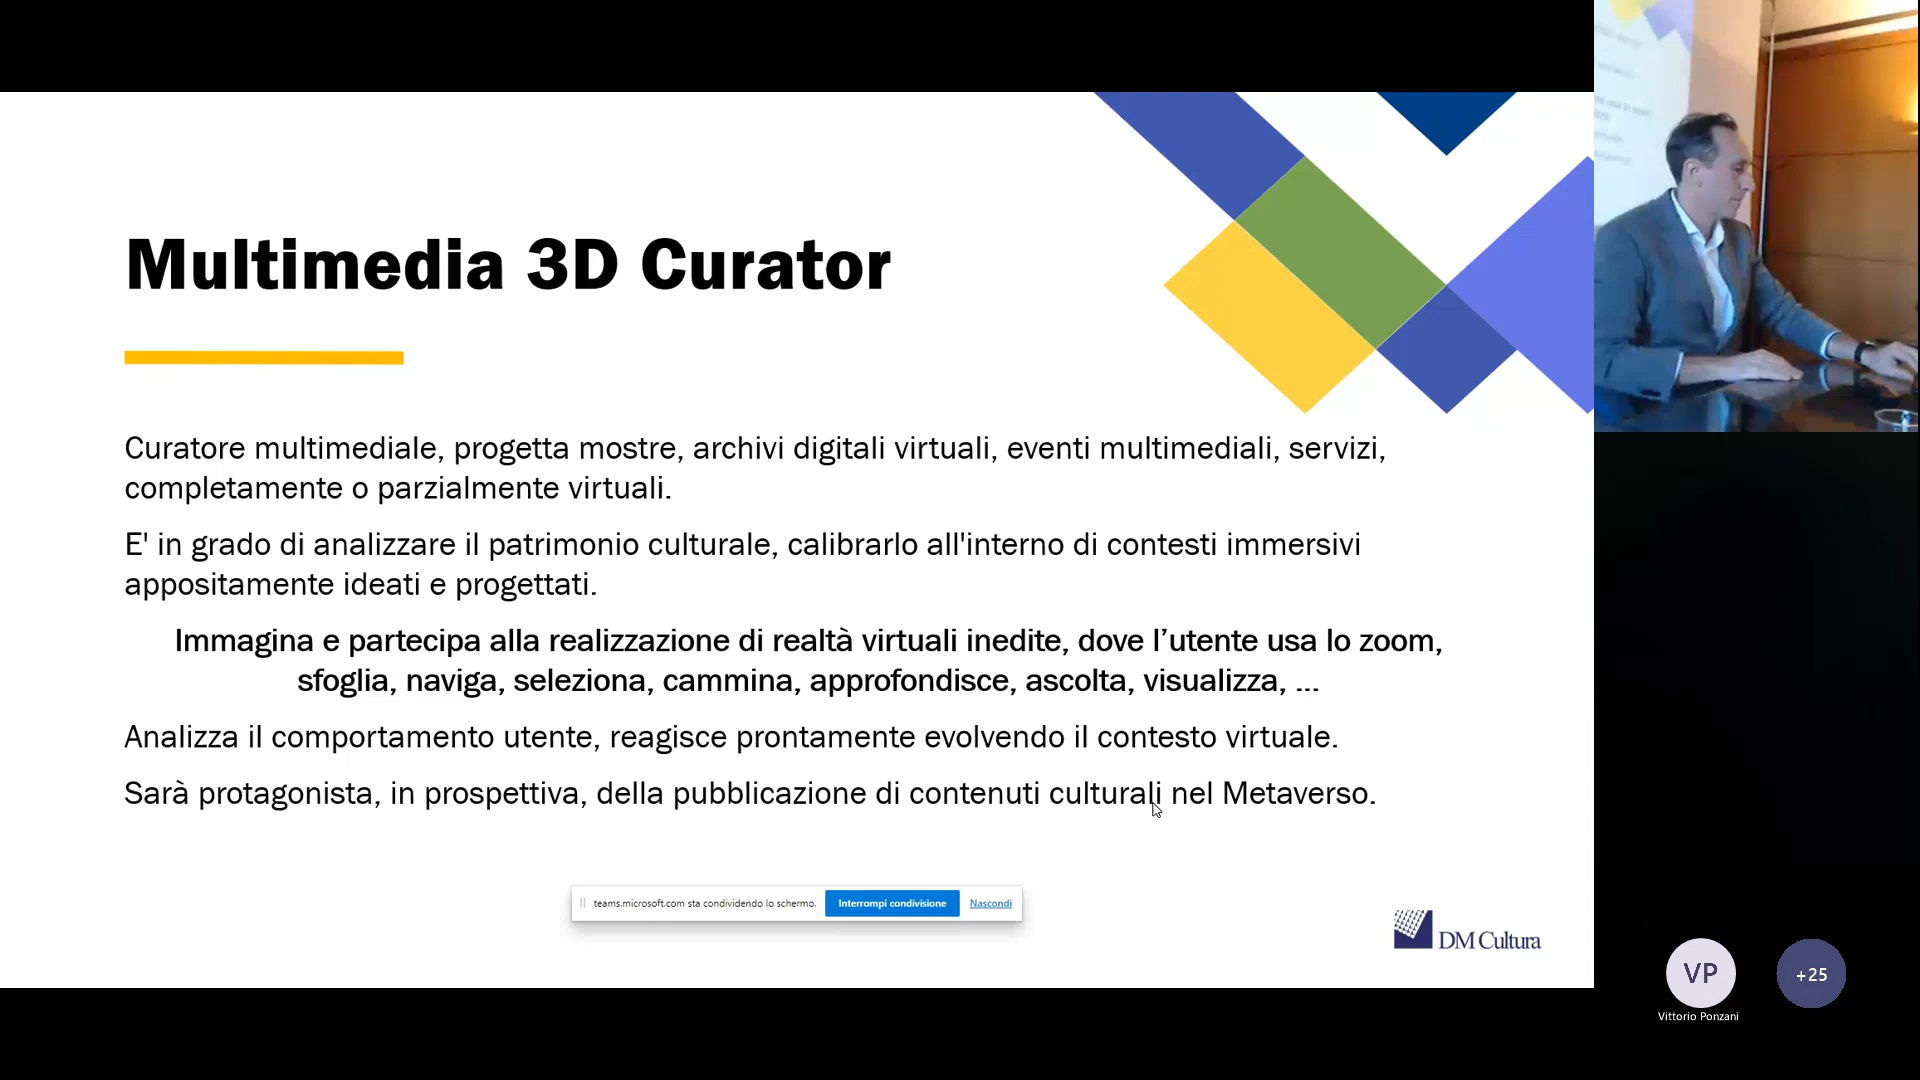 Multimedia 3D Curator
Curatore multimediale, progetta mostre, archivi digitali virtuali, eventi multimediali, servizi,
completamente o parzialmente virtuali.
E' in grado di analizzare il patrimonio culturale, calibrarlo all'interno di contesti immersivi
appositamente ideati e progettati.
Immagina e partecipa alla realizzazione di realtà virtuali inedite, dove l’utente usa lo zoom,
sfoglia, naviga, seleziona, cammina, approfondisce, ascolta, visualizza, ...
Analizza il comportamento utente, reagisce prontamente evolvendo il contesto virtuale.
Sarà protagonista, in prospettiva, della pubblicazione di contenuti culturali nel Metaverso.
teams.microsoft.com sta condividendo lo schermo.
Interrompi condivisione
Nascondi
DM Cultura
VP
+25
Vittorio Ponzani